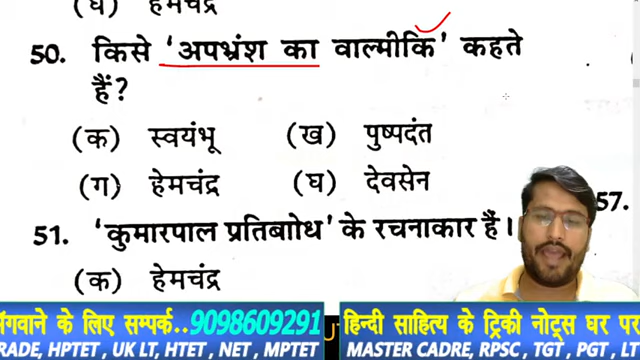 (घ) हेमचंद्र
50. किसे 'अपभ्रंश का वाल्मीकि' कहते
हैं?
(क) स्वयंभू (ख) पुष्पदंत
(ग) हेमचंद्र (घ) देवसेन
57.
51. 'कुमारपाल प्रतिबाोध' के रचनाकार हैं।
(क) हेमचंद्र
मंगवाने के लिए सम्पर्क..9098609291 हिन्दी साहित्य के ट्रिकी नोट्स घर पर
RADE, HPTET, UK LT, HTET, NET, MPTET MASTER CADRE, RPSC, TGT, PGT, LT